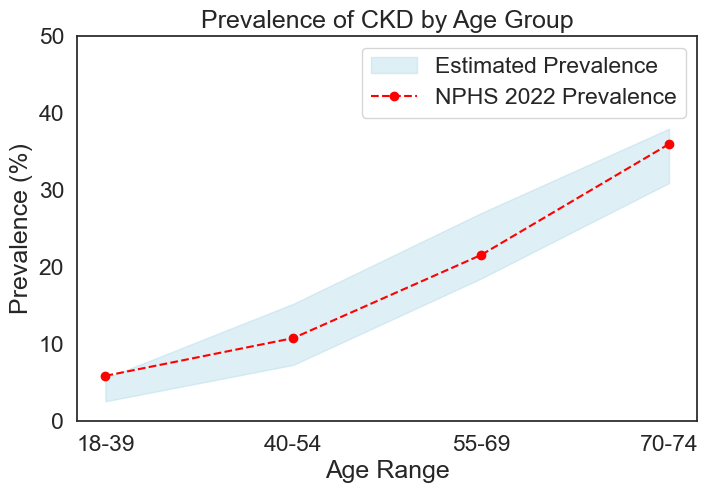 Prevalence of CKD by Age Group
50
40
30
20
10
0
Prevalence (%)
Estimated Prevalence
NPHS 2022 Prevalence
18-39 40-54 55-69 70-74
Age Range